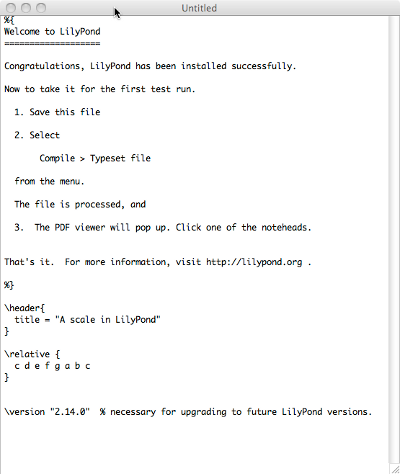 Untitled
%{
Welcome to LilyPond
===================
Congratulations, LilyPond has been installed successfully.
Now to take it for the first test run.
1. Save this file
2. Select
Compile > Typeset file
from the menu.
The file is processed, and
3.  The PDF viewer will pop up. Click one of the noteheads.
That's it.  For more information, visit http://lilypond.org .
%}
\header{
title = "A scale in LilyPond"
}
\relative {
c d e f g a b c
}
\version "2.14.0"  % necessary for upgrading to future LilyPond versions.